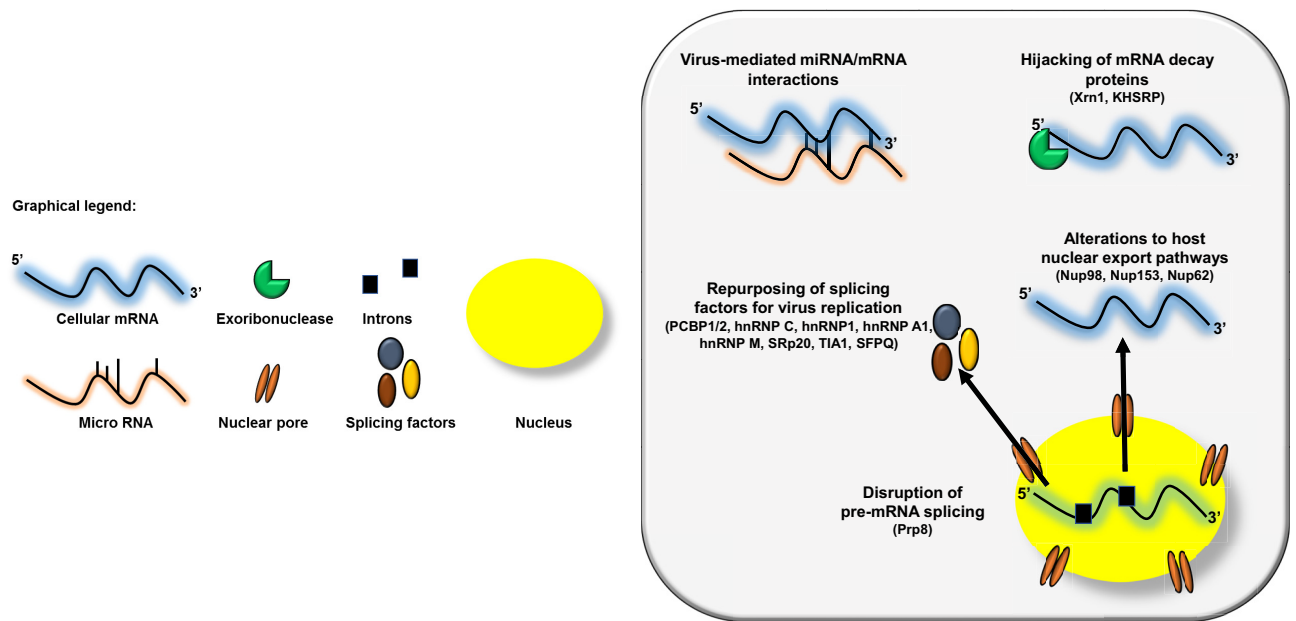 Graphical legend:
5’
3’
Cellular mRNA
Exoribonuclease
Introns
Micro RNA
Nuclear pore
Splicing factors
Nucleus
Virus-mediated miRNA/mRNA
interactions
5’
3’
Hijacking of mRNA decay
proteins
(Xrn1, KHSRP)
5’
3’
Repurposing of splicing
factors for virus replication
(PCBP1/2, hnRNP C, hnRNP1, hnRNP A1,
hnRNP M, SRp20, TIA1, SFPQ)
Alterations to host
nuclear export pathways
(Nup98, Nup153, Nup62)
5’
3’
Disruption of
pre-mRNA splicing
(Prp8)
5’
3’